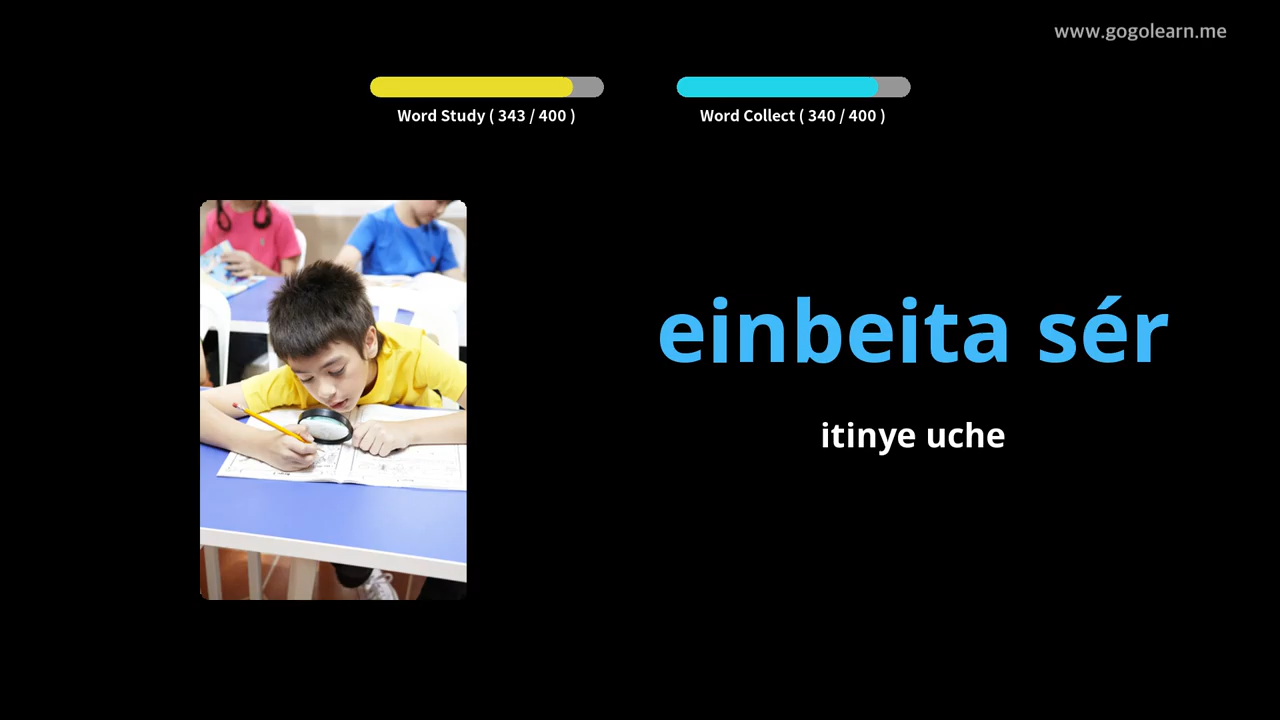 www.gogolearn.me
Word Study ( 343 / 400 )
Word Collect ( 340 / 400 )
einbeita sér
itinye uche